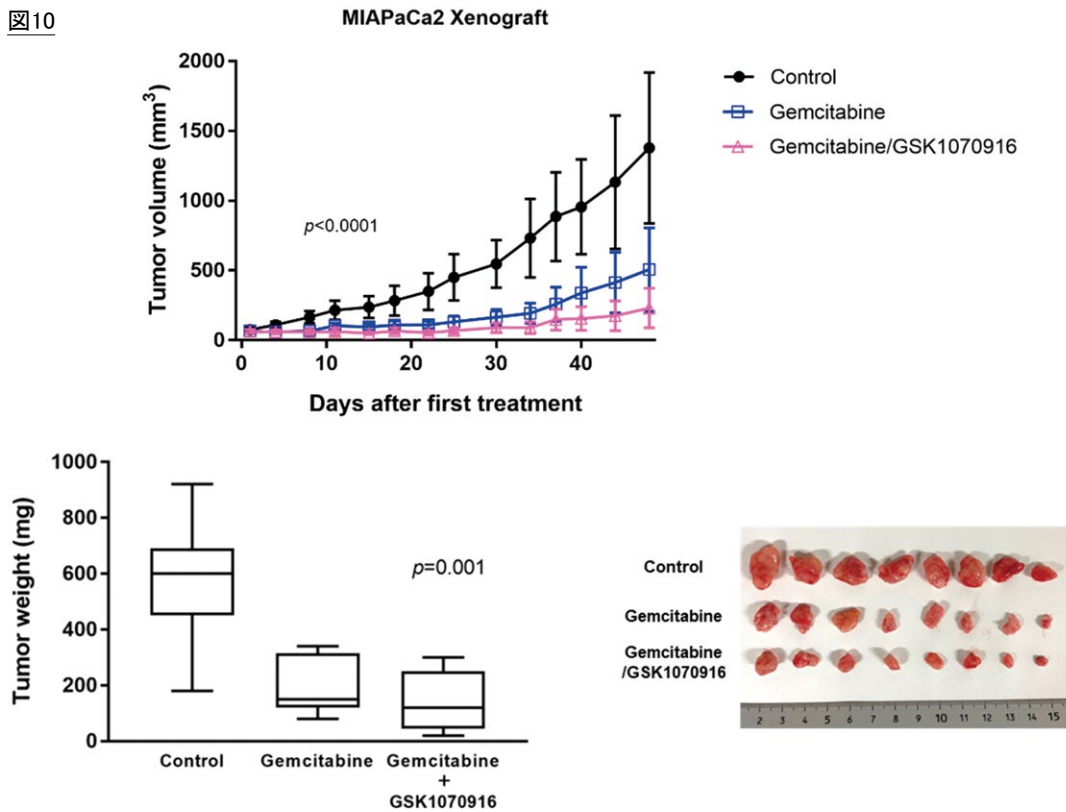 図10
MIAPaCa2 Xenograft
Tumor volume (mm³)
2000
1500
1000
500
0
p<0.0001
0
10
20
30
40
Days after first treatment
Control
Gemcitabine
Gemcitabine/GSK1070916
Tumor weight (mg)
1000
800
600
400
200
0
p=0.001
Control
Gemcitabine
Gemcitabine
+
GSK1070916
Control
Gemcitabine
Gemcitabine
/GSK1070916
2 3 4 5 6 7 8 9 10 11 12 13 14 15